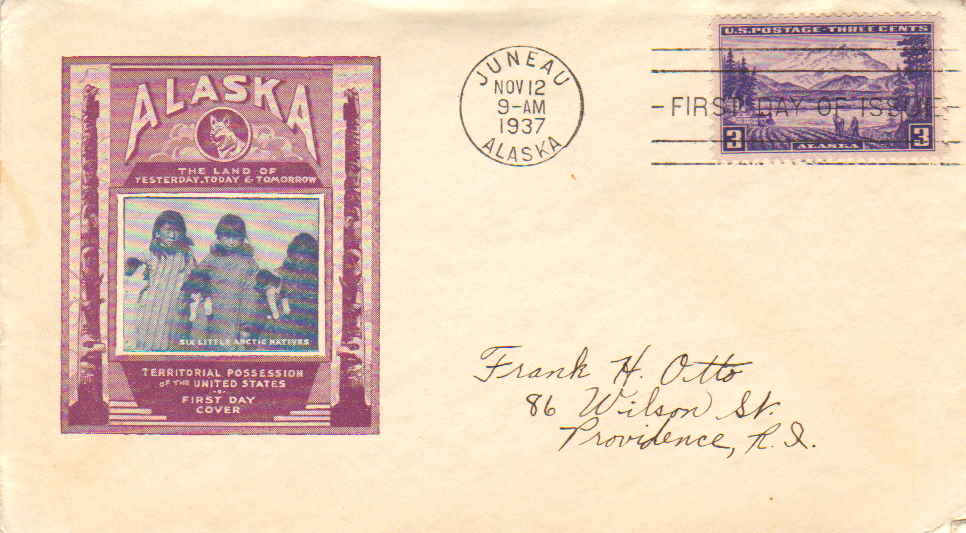 ALASKA
THE LAND OF
YESTERDAY, TODAY & TOMORROW
SIX LITTLE ARCTIC NATIVES
TERRITORIAL POSSESSION
OF THE UNITED STATES
FIRST DAY
COVER
JUNEAU
NOV 12
9-AM
1937
ALASKA
U.S. POSTAGE · THREE CENTS
FIRST DAY OF ISSUE
3 ALASKA 3
Frank H. Otto
86 Wilson St.
Providence, R.I.